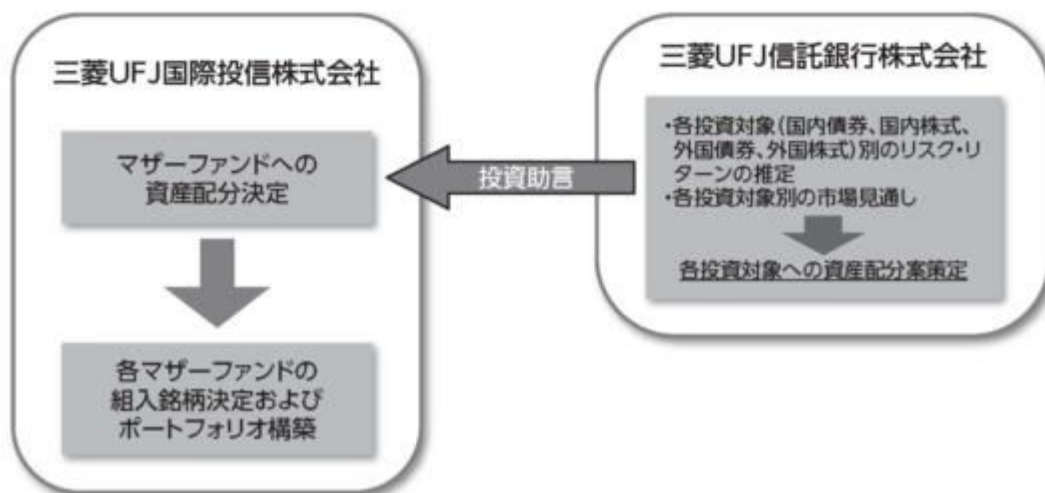 三菱UFJ国際投信株式会社
マザーファンドへの
資産配分決定
各マザーファンドの
組入銘柄決定および
ポートフォリオ構築
投資助言
三菱UFJ信託銀行株式会社
・各投資対象(国内債券、国内株式、
外国債券、外国株式)別のリスク・リ
ターンの推定
・各投資対象別の市場見通し
各投資対象への資産配分案策定